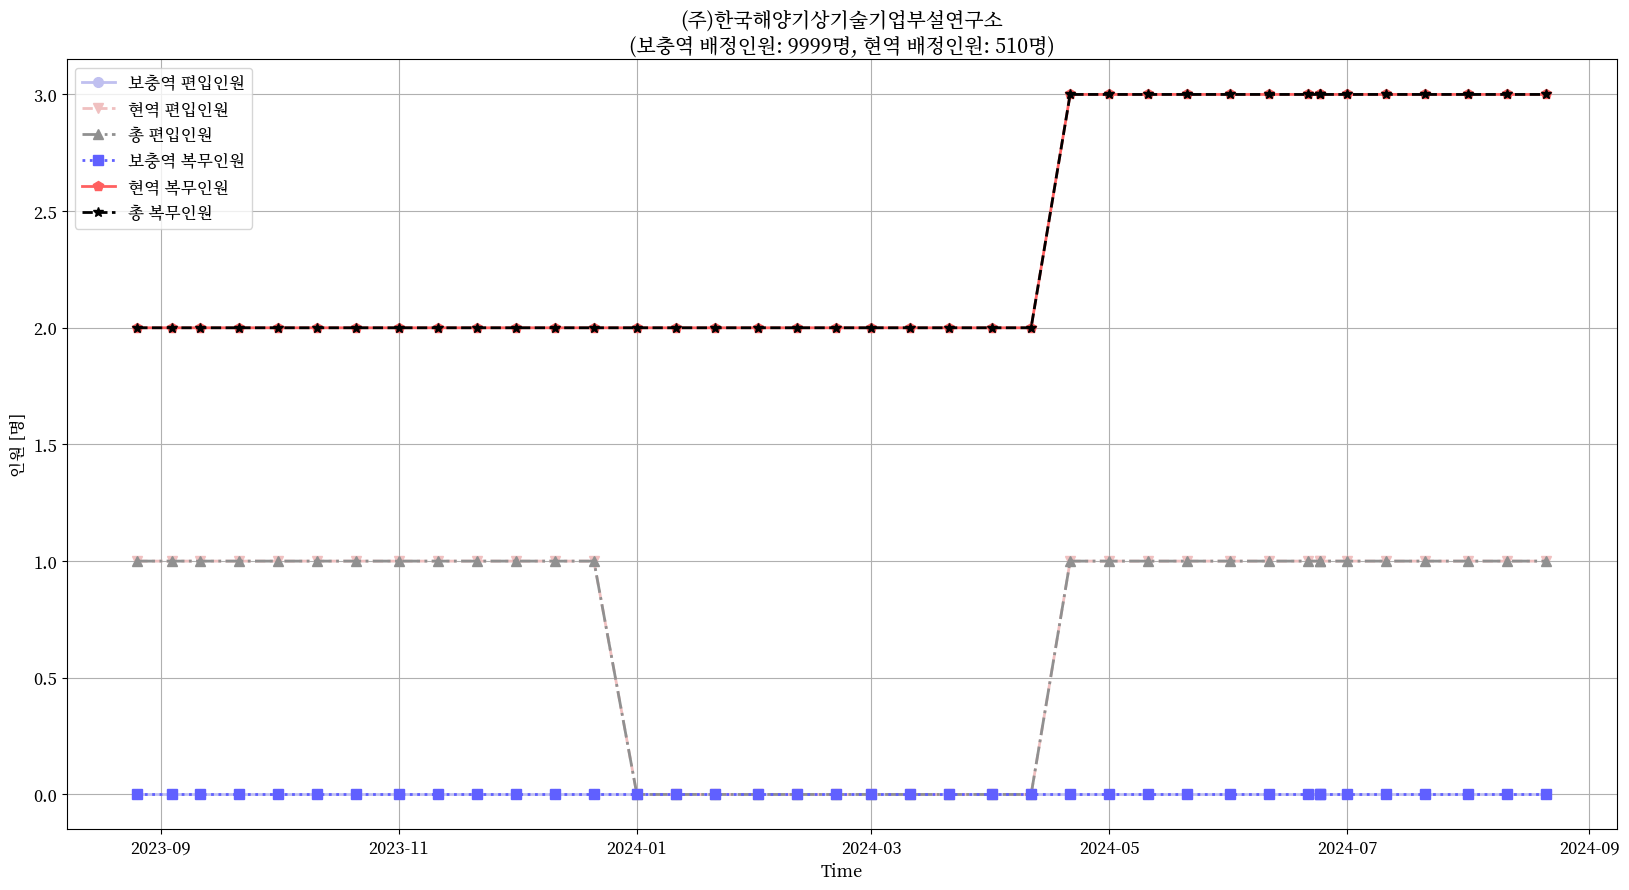 (주)한국해양기상기술기업부설연구소
(보충역 배정인원: 9999명, 현역 배정인원: 510명)
보충역 편입인원
현역 편입인원
총 편입인원
보충역 복무인원
현역 복무인원
총 복무인원
3.0
2.5
2.0
1.5
1.0
0.5
0.0
인원 [명]
2023-09
2023-11
2024-01
2024-03
2024-05
2024-07
2024-09
Time